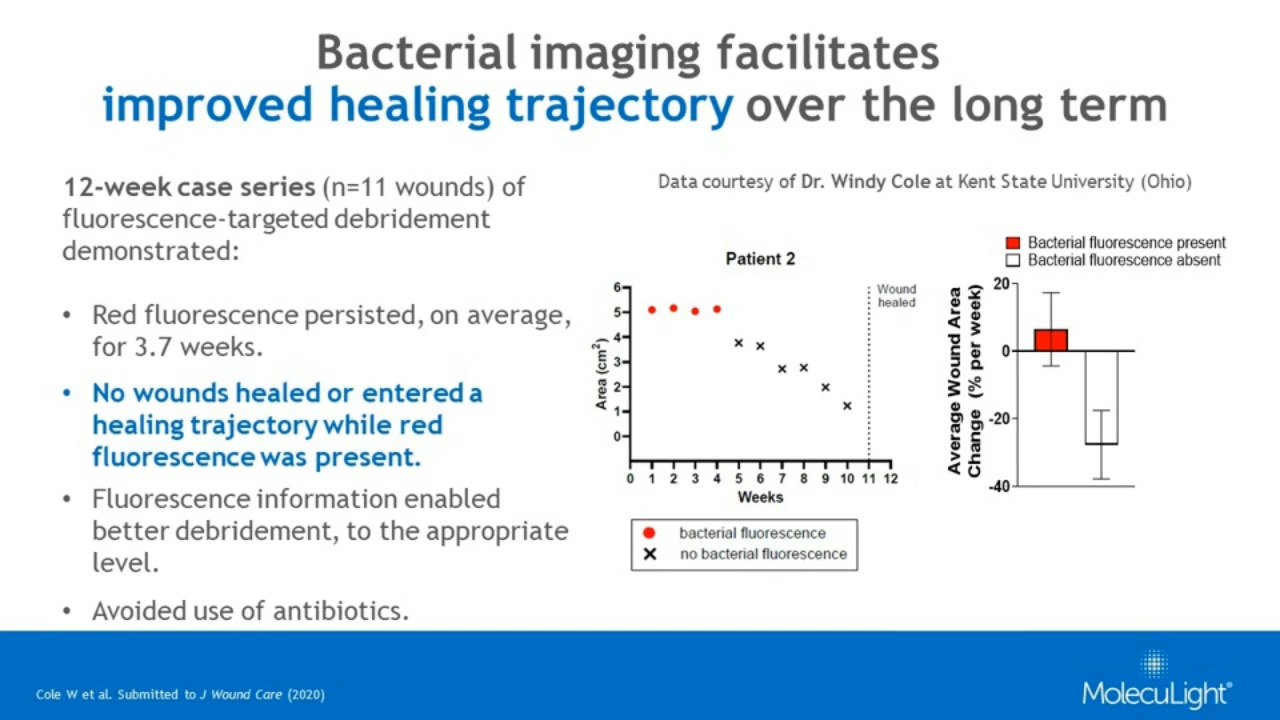 Bacterial imaging facilitates
improved healing trajectory over the long term
12-week case series (n=11 wounds) of
fluorescence-targeted debridement
demonstrated:
• Red fluorescence persisted, on average,
for 3.7 weeks.
• No wounds healed or entered a
healing trajectory while red
fluorescence was present.
• Fluorescence information enabled
better debridement, to the appropriate
level.
• Avoided use of antibiotics.
Data courtesy of Dr. Windy Cole at Kent State University (Ohio)
Patient 2
Wound
healed
Area (cm²)
6
5
4
3
2
1
0
0 1 2 3 4 5 6 7 8 9 10 11 12
Weeks
bacterial fluorescence
no bacterial fluorescence
Bacterial fluorescence present
Bacterial fluorescence absent
Average Wound Area
Change (% per week)
20
0
-20
-40
Cole W et al. Submitted to J Wound Care (2020)
MolecuLight®